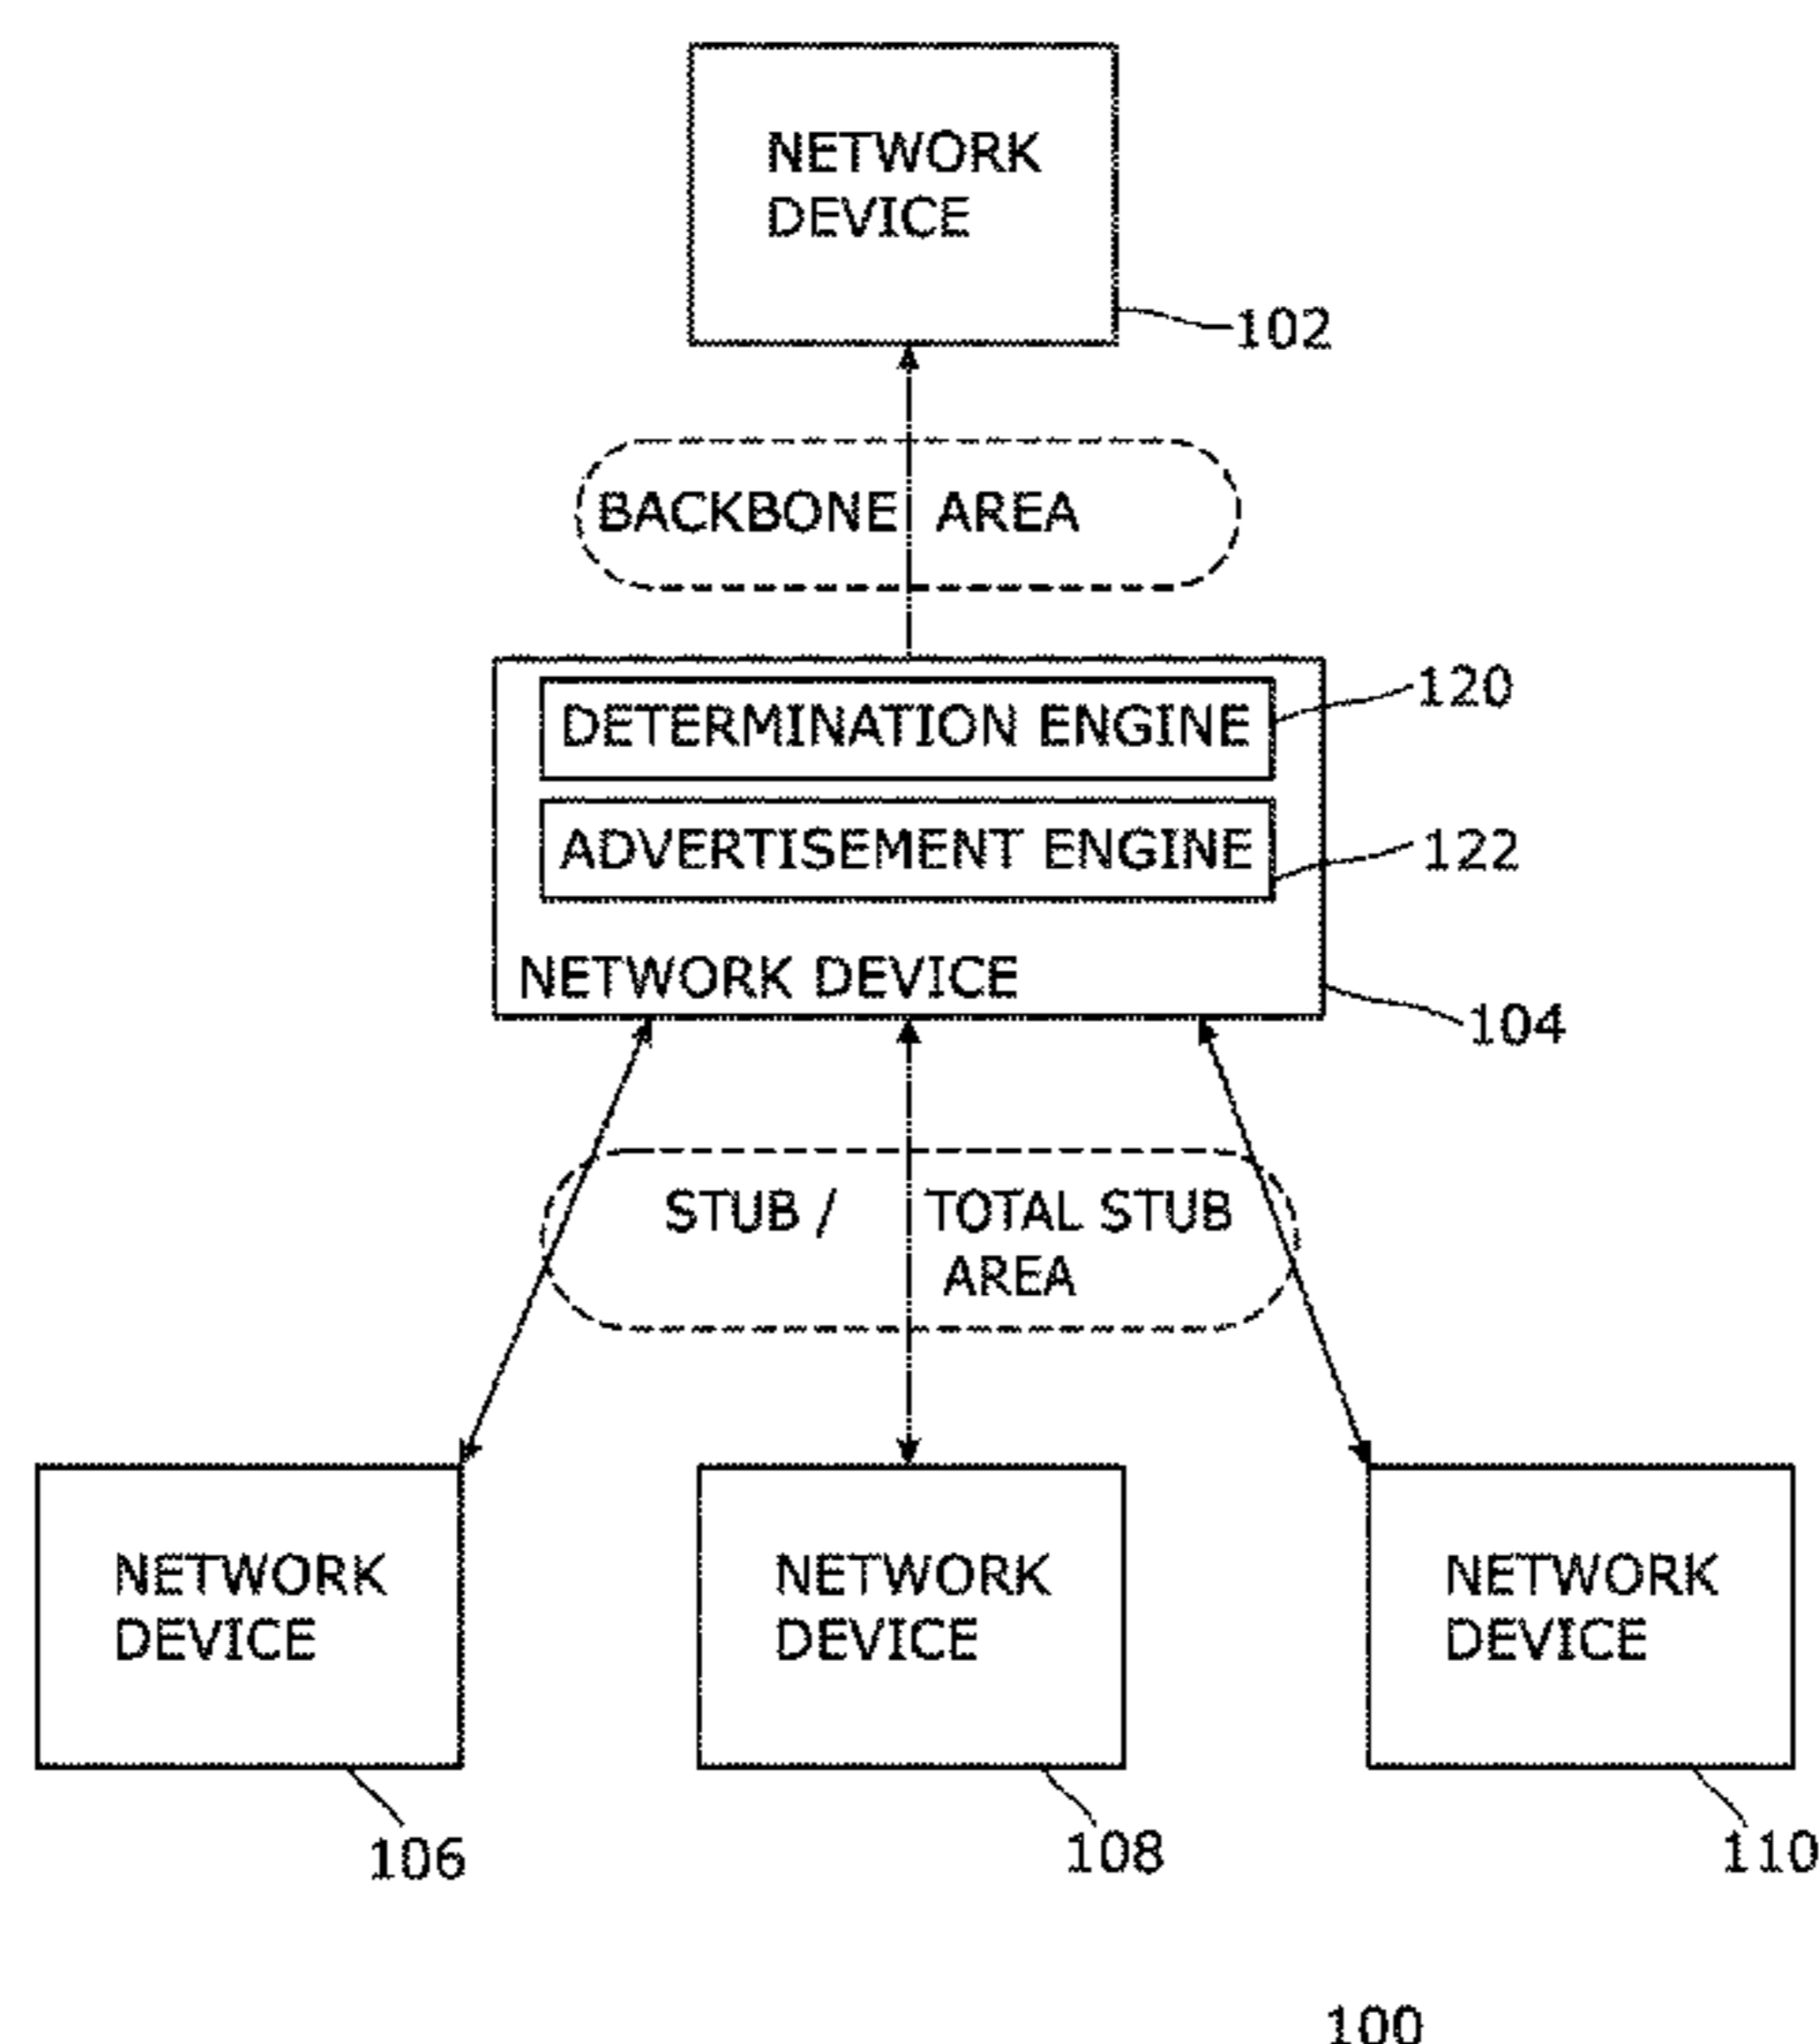 NETWORK
DEVICE
102
BACKBONE AREA
DETERMINATION ENGINE
120
ADVERTISEMENT ENGINE
122
NETWORK DEVICE
104
STUB / TOTAL STUB
AREA
NETWORK
DEVICE
106
NETWORK
DEVICE
108
NETWORK
DEVICE
110
100